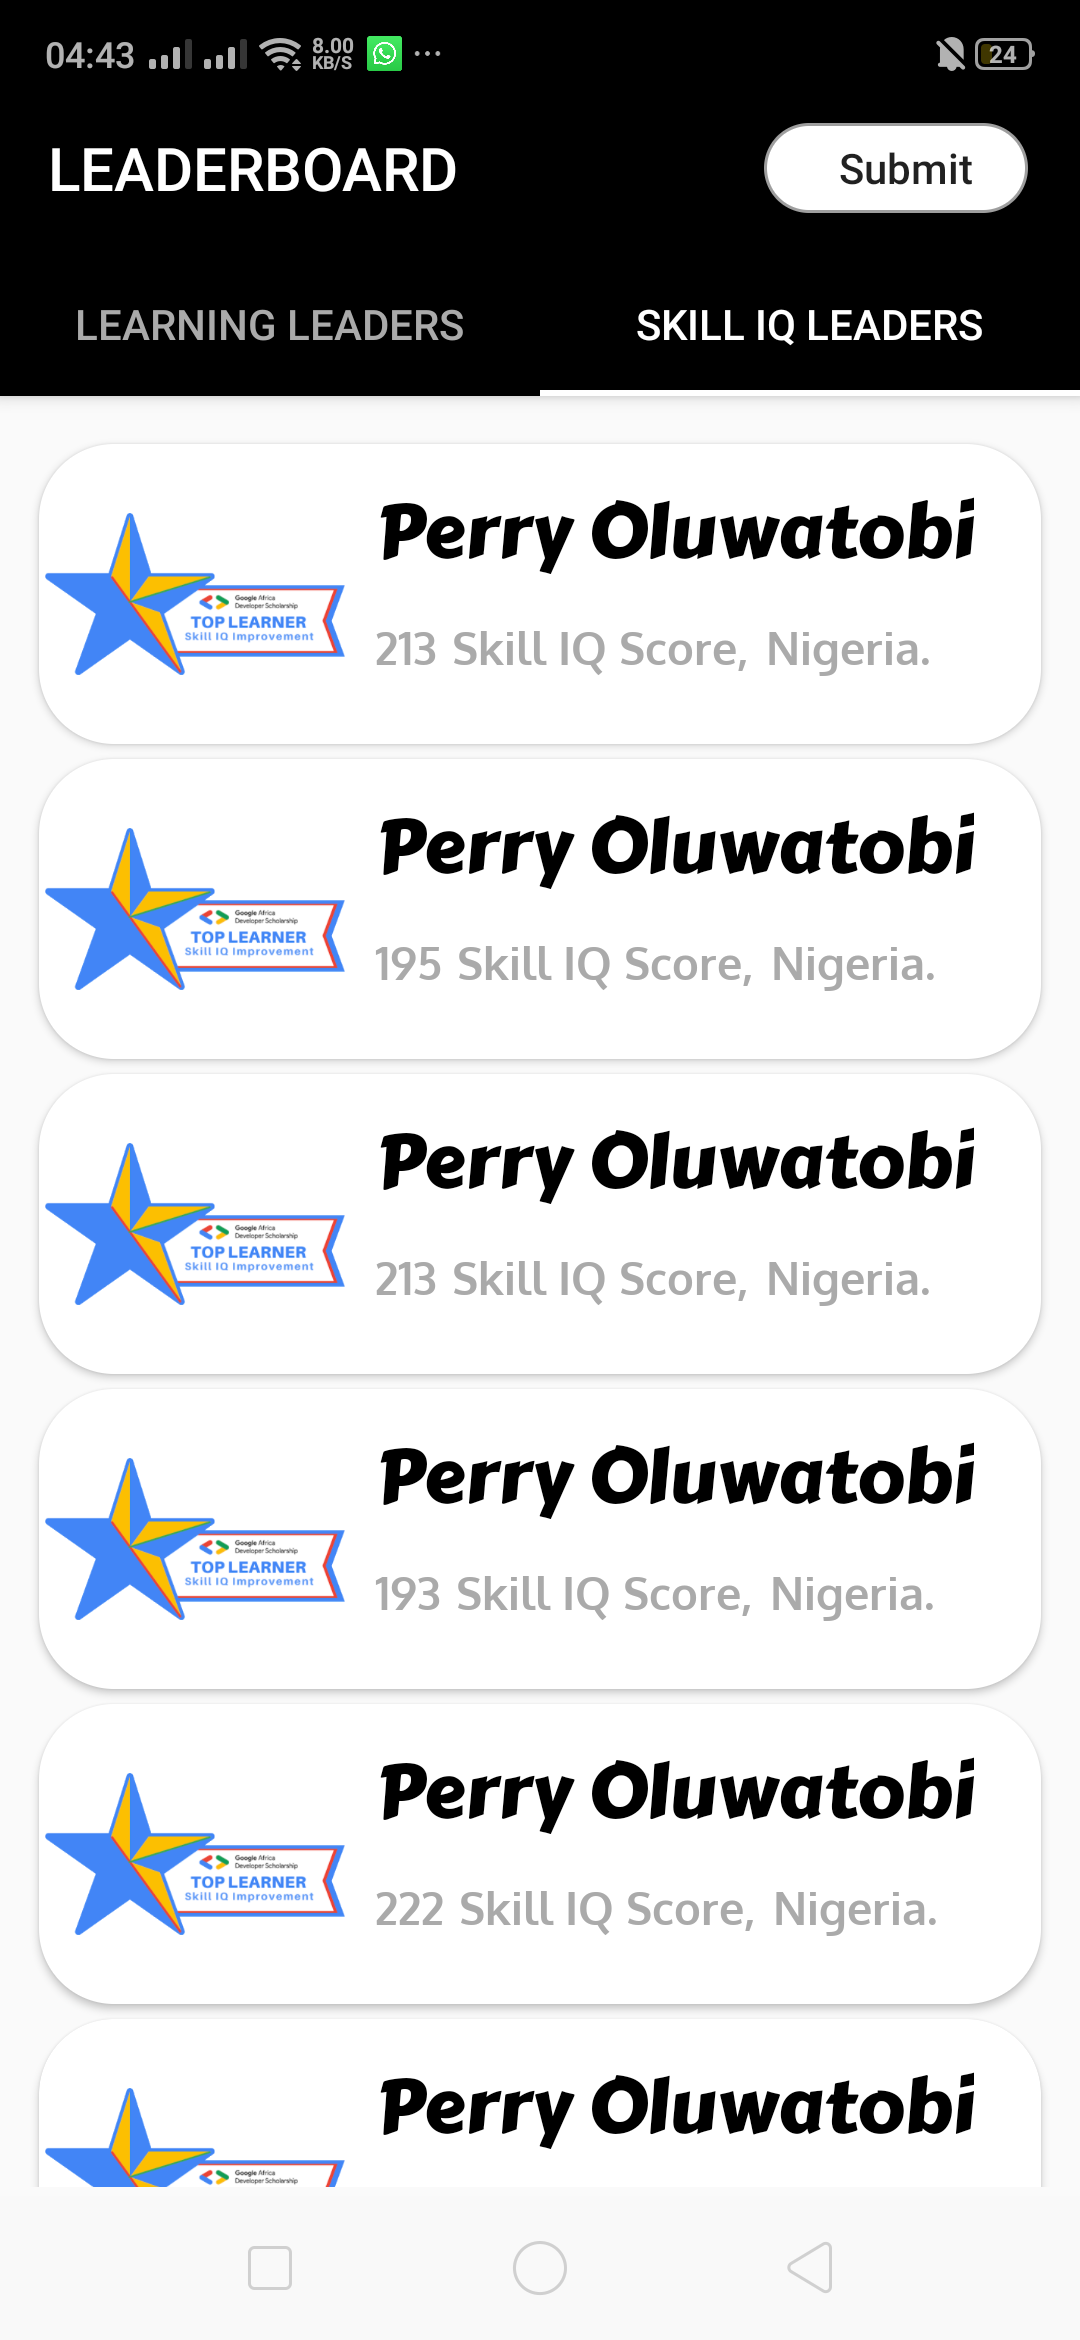 04:43
8.00
KB/S
24
LEADERBOARD
Submit
LEARNING LEADERS
SKILL IQ LEADERS
Perry Oluwatobi
Google Africa
Developer Scholarship
TOP LEARNER
Skill IQ Improvement
213 Skill IQ Score, Nigeria.
Perry Oluwatobi
Google Africa
Developer Scholarship
TOP LEARNER
Skill IQ Improvement
195 Skill IQ Score, Nigeria.
Perry Oluwatobi
Google Africa
Developer Scholarship
TOP LEARNER
Skill IQ Improvement
213 Skill IQ Score, Nigeria.
Perry Oluwatobi
Google Africa
Developer Scholarship
TOP LEARNER
Skill IQ Improvement
193 Skill IQ Score, Nigeria.
Perry Oluwatobi
Google Africa
Developer Scholarship
TOP LEARNER
Skill IQ Improvement
222 Skill IQ Score, Nigeria.
Perry Oluwatobi
Google Africa
Developer Scholarship